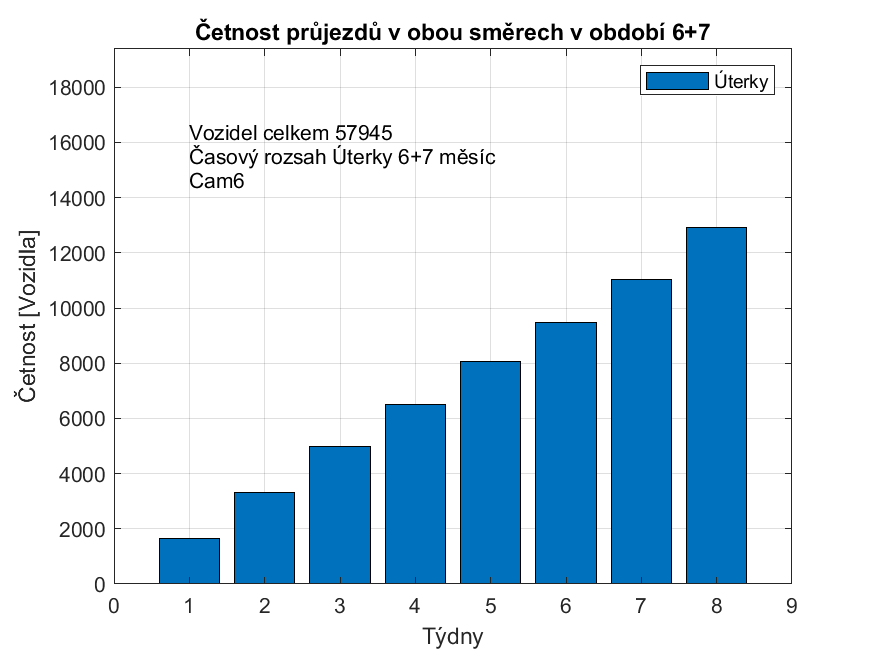 Četnost průjezdů v obou směrech v období 6+7
Úterky
Vozidel celkem 57945
Časový rozsah Úterky 6+7 měsíc
Cam6
Četnost [Vozidla]
18000
16000
14000
12000
10000
8000
6000
4000
2000
0
0 1 2 3 4 5 6 7 8 9
Týdny